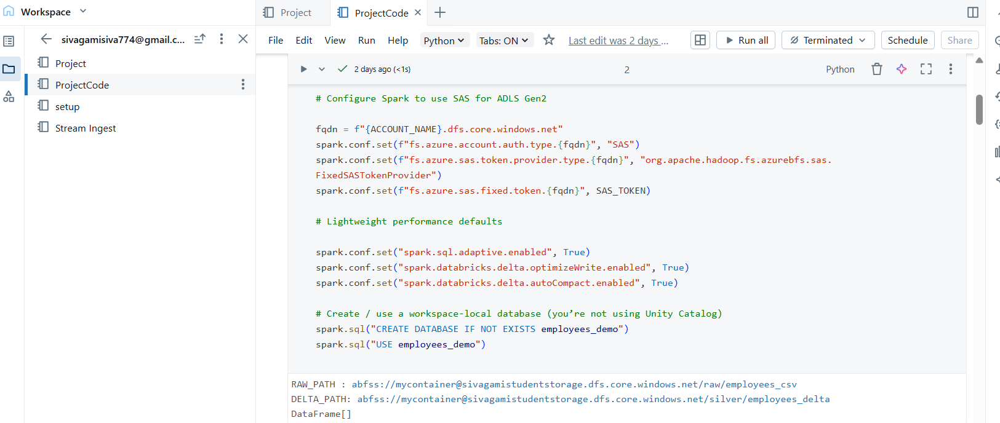 Workspace
Project
ProjectCode
sivagamisiva774@gmail.c...
File Edit View Run Help Python Tabs: ON Last edit was 2 days ... Run all Terminated Schedule Share
Project
ProjectCode
setup
Stream Ingest
2 days ago (<1s)
2
Python
# Configure Spark to use SAS for ADLS Gen2
fqdn = f"{ACCOUNT_NAME}.dfs.core.windows.net"
spark.conf.set(f"fs.azure.account.auth.type.{fqdn}", "SAS")
spark.conf.set(f"fs.azure.sas.token.provider.type.{fqdn}", "org.apache.hadoop.fs.azurebfs.sas.
FixedSASTokenProvider")
spark.conf.set(f"fs.azure.sas.fixed.token.{fqdn}", SAS_TOKEN)
# Lightweight performance defaults
spark.conf.set("spark.sql.adaptive.enabled", True)
spark.conf.set("spark.databricks.delta.optimizeWrite.enabled", True)
spark.conf.set("spark.databricks.delta.autoCompact.enabled", True)
# Create / use a workspace-local database (you’re not using Unity Catalog)
spark.sql("CREATE DATABASE IF NOT EXISTS employees_demo")
spark.sql("USE employees_demo")
RAW_PATH : abfss://mycontainer@sivagamistudentstorage.dfs.core.windows.net/raw/employees_csv
DELTA_PATH: abfss://mycontainer@sivagamistudentstorage.dfs.core.windows.net/silver/employees_delta
DataFrame[]